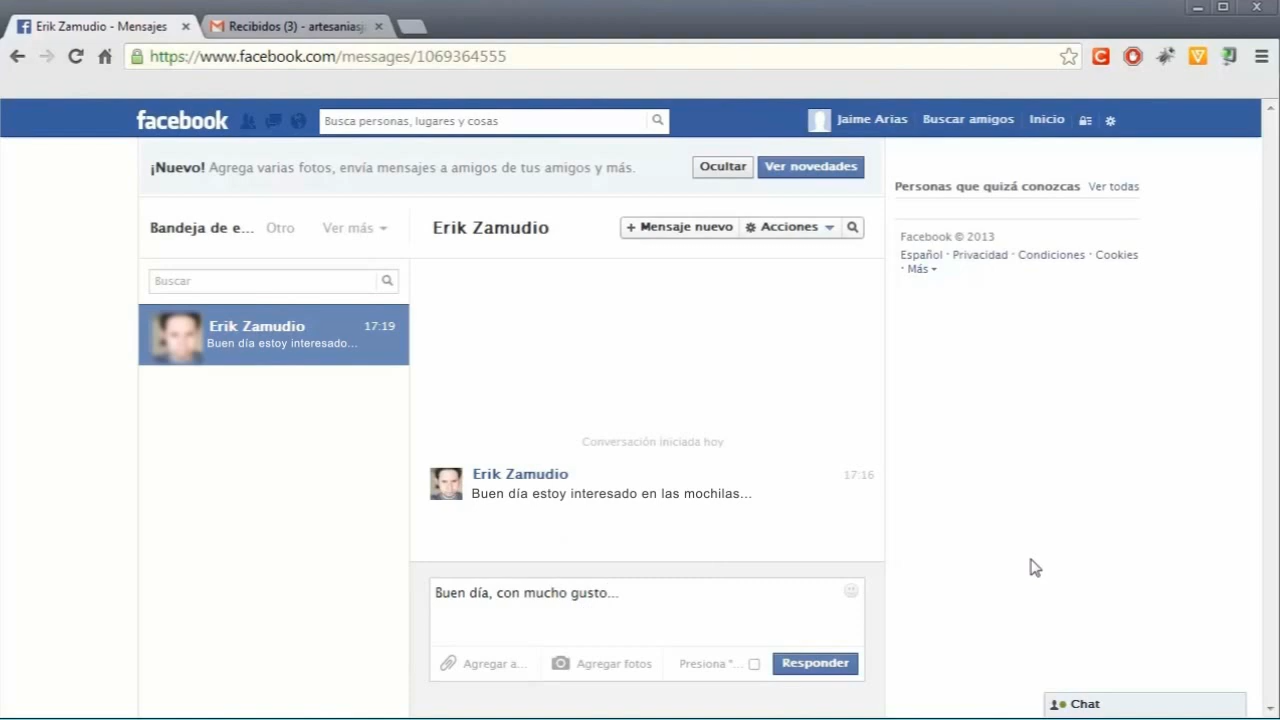 Erik Zamudio - Mensajes
Recibidos (3) - artesanias
https://www.facebook.com/messages/1069364555
facebook
Busca personas, lugares y cosas
Jaime Arias
Buscar amigos
Inicio
¡Nuevo! Agrega varias fotos, envía mensajes a amigos de tus amigos y más.
Ocultar
Ver novedades
Personas que quizá conozcas
Ver todas
Bandeja de e...
Otro
Ver más
Erik Zamudio
+ Mensaje nuevo
Acciones
Facebook © 2013
Español · Privacidad · Condiciones · Cookies
· Más
Buscar
Erik Zamudio
17:19
Buen día estoy interesado...
Conversación iniciada hoy
Erik Zamudio
17:16
Buen día estoy interesado en las mochilas...
Buen día, con mucho gusto...
Agregar a...
Agregar fotos
Presiona "...
Responder
Chat